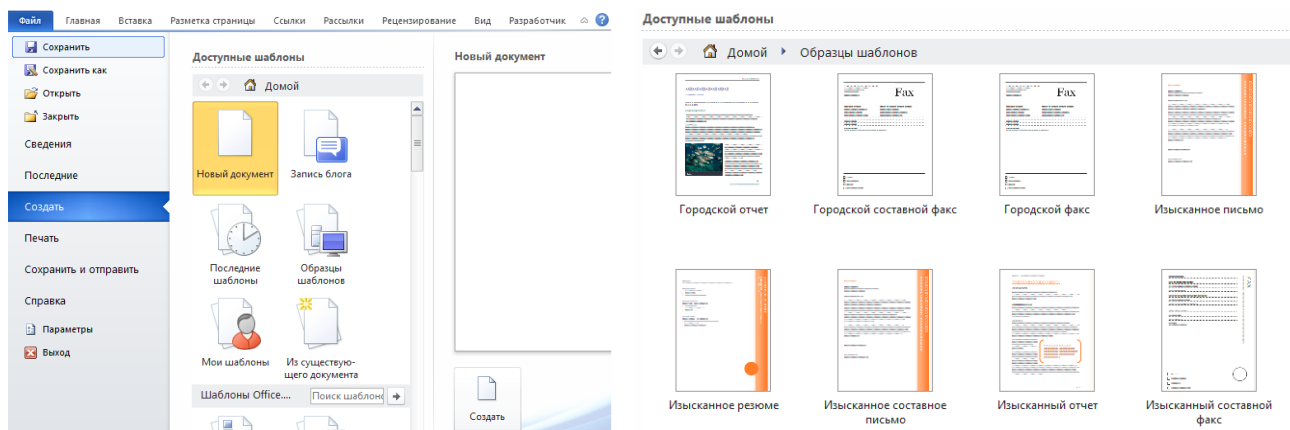 Файл Главная Вставка Разметка страницы Ссылки Рассылки Рецензирование Вид Разработчик
Сохранить
Сохранить как
Открыть
Закрыть
Сведения
Последние
Создать
Печать
Сохранить и отправить
Справка
Параметры
Выход
Доступные шаблоны
Домой
Новый документ
Запись блога
Последние
шаблоны
Образцы
шаблонов
Мои шаблоны
Из существую-
щего документа
Шаблоны Office....
Поиск шаблон
Новый документ
Создать
Доступные шаблоны
Домой
Образцы шаблонов
Fax
Fax
Городской отчет
Городской составной факс
Городской факс
Изысканное письмо
FAX
Изысканное резюме
Изысканное составное
письмо
Изысканный отчет
Изысканный составной
факс